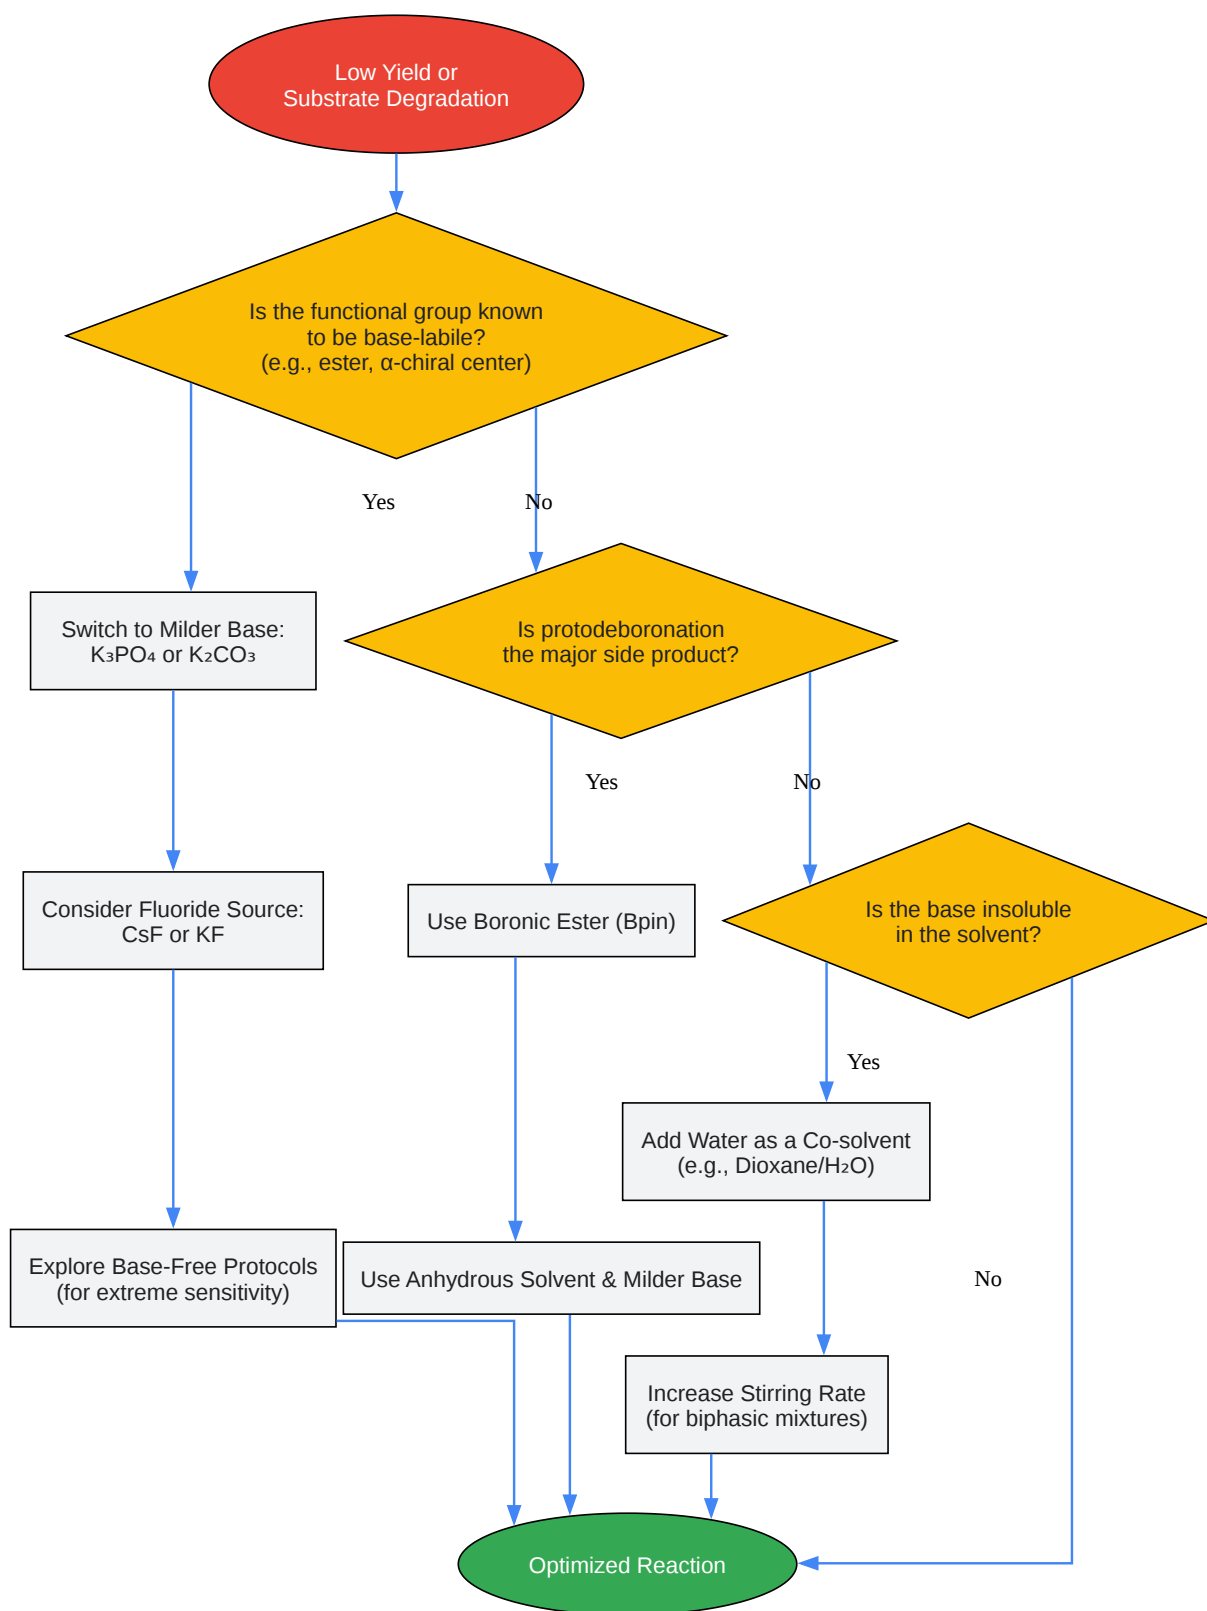 Low Yield or
Substrate Degradation
Is the functional group known
to be base-labile?
(e.g., ester, α-chiral center)
Yes
No
Switch to Milder Base:
K₃PO₄ or K₂CO₃
Is protodeboronation
the major side product?
Yes
No
Consider Fluoride Source:
CsF or KF
Use Boronic Ester (Bpin)
Is the base insoluble
in the solvent?
Yes
Add Water as a Co-solvent
(e.g., Dioxane/H₂O)
Explore Base-Free Protocols
(for extreme sensitivity)
Use Anhydrous Solvent & Milder Base
No
Increase Stirring Rate
(for biphasic mixtures)
Optimized Reaction